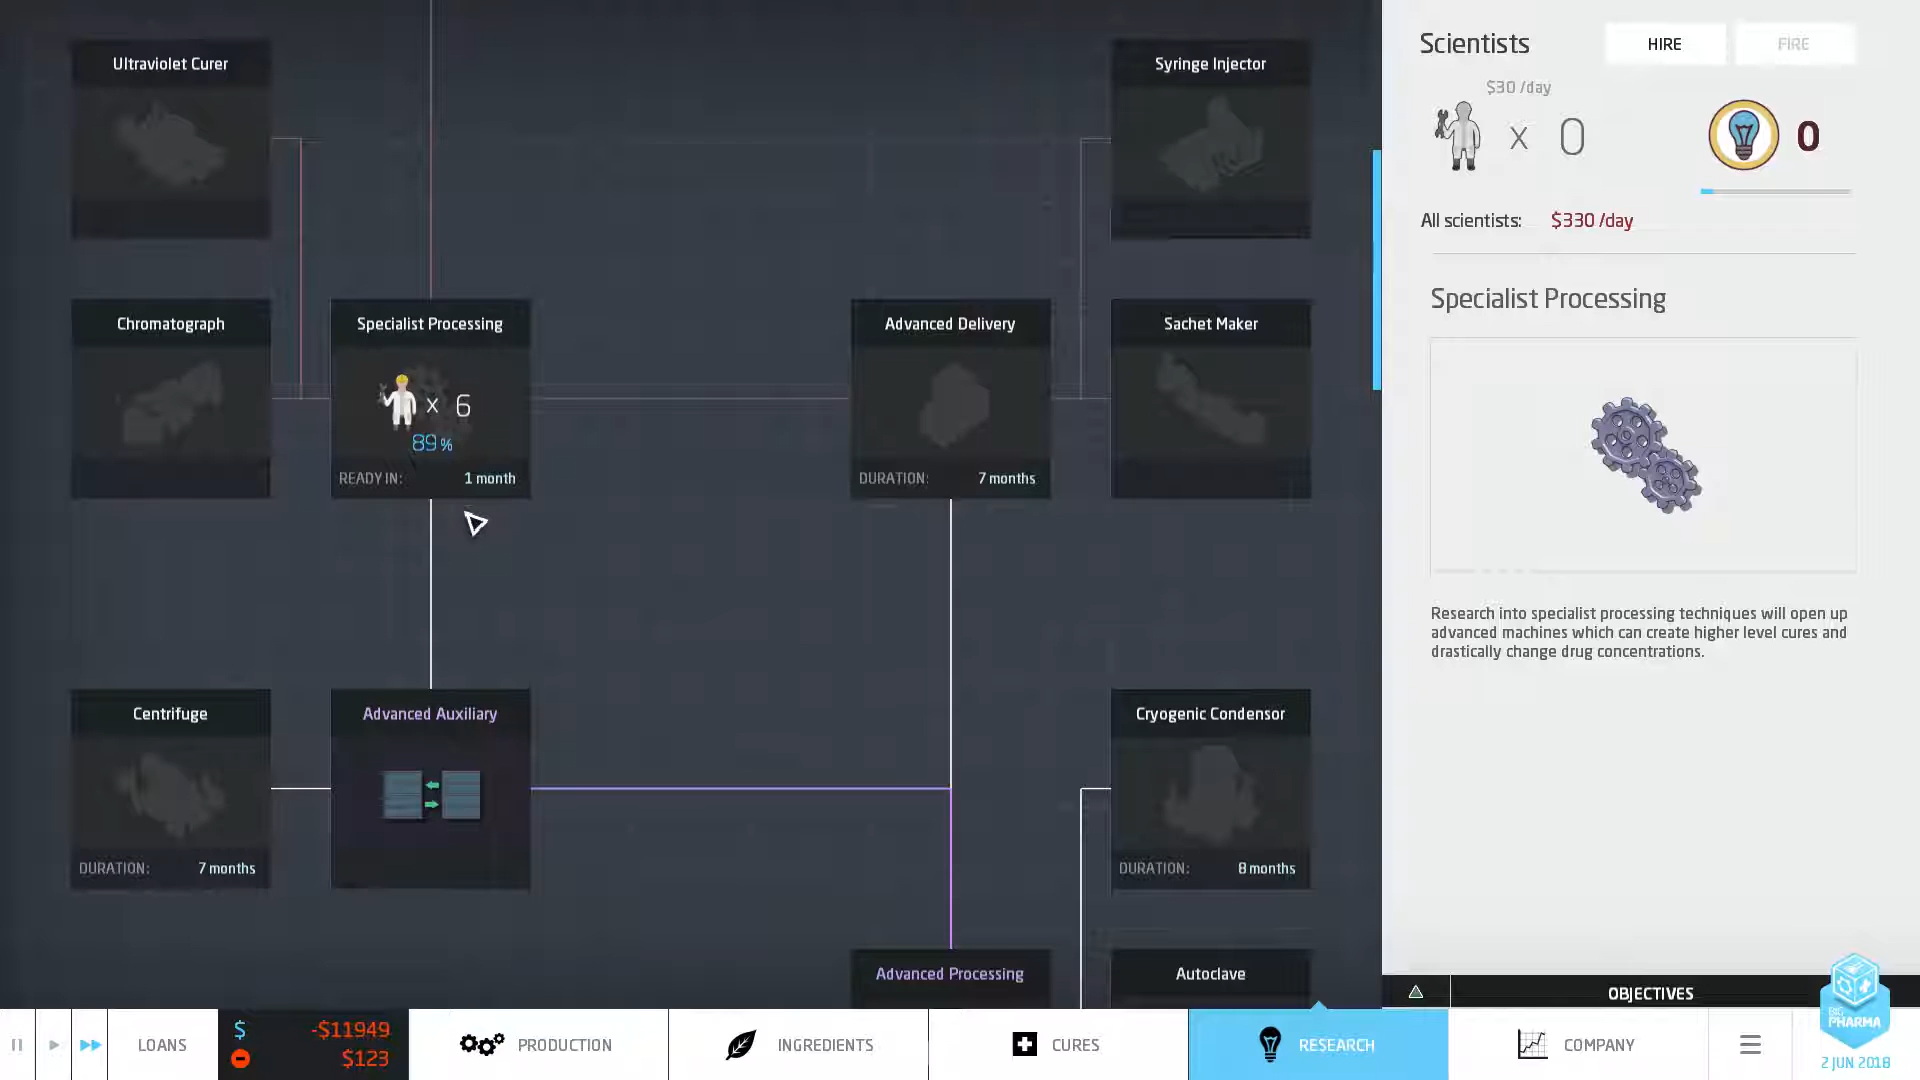 Ultraviolet Curer
Syringe Injector
Chromatograph
Specialist Processing
x 6
89 %
READY IN: 1 month
Advanced Delivery
DURATION: 7 months
Sachet Maker
Centrifuge
DURATION: 7 months
Advanced Auxiliary
Cryogenic Condensor
DURATION: 8 months
Advanced Processing
Autoclave
Scientists
HIRE
FIRE
$30 /day
x 0
0
All scientists: $330 /day
Specialist Processing
Research into specialist processing techniques will open up
advanced machines which can create higher level cures and
drastically change drug concentrations.
OBJECTIVES
LOANS
$ -$11949
$123
PRODUCTION
INGREDIENTS
CURES
RESEARCH
COMPANY
BIG
PHARMA
2 JUN 2018